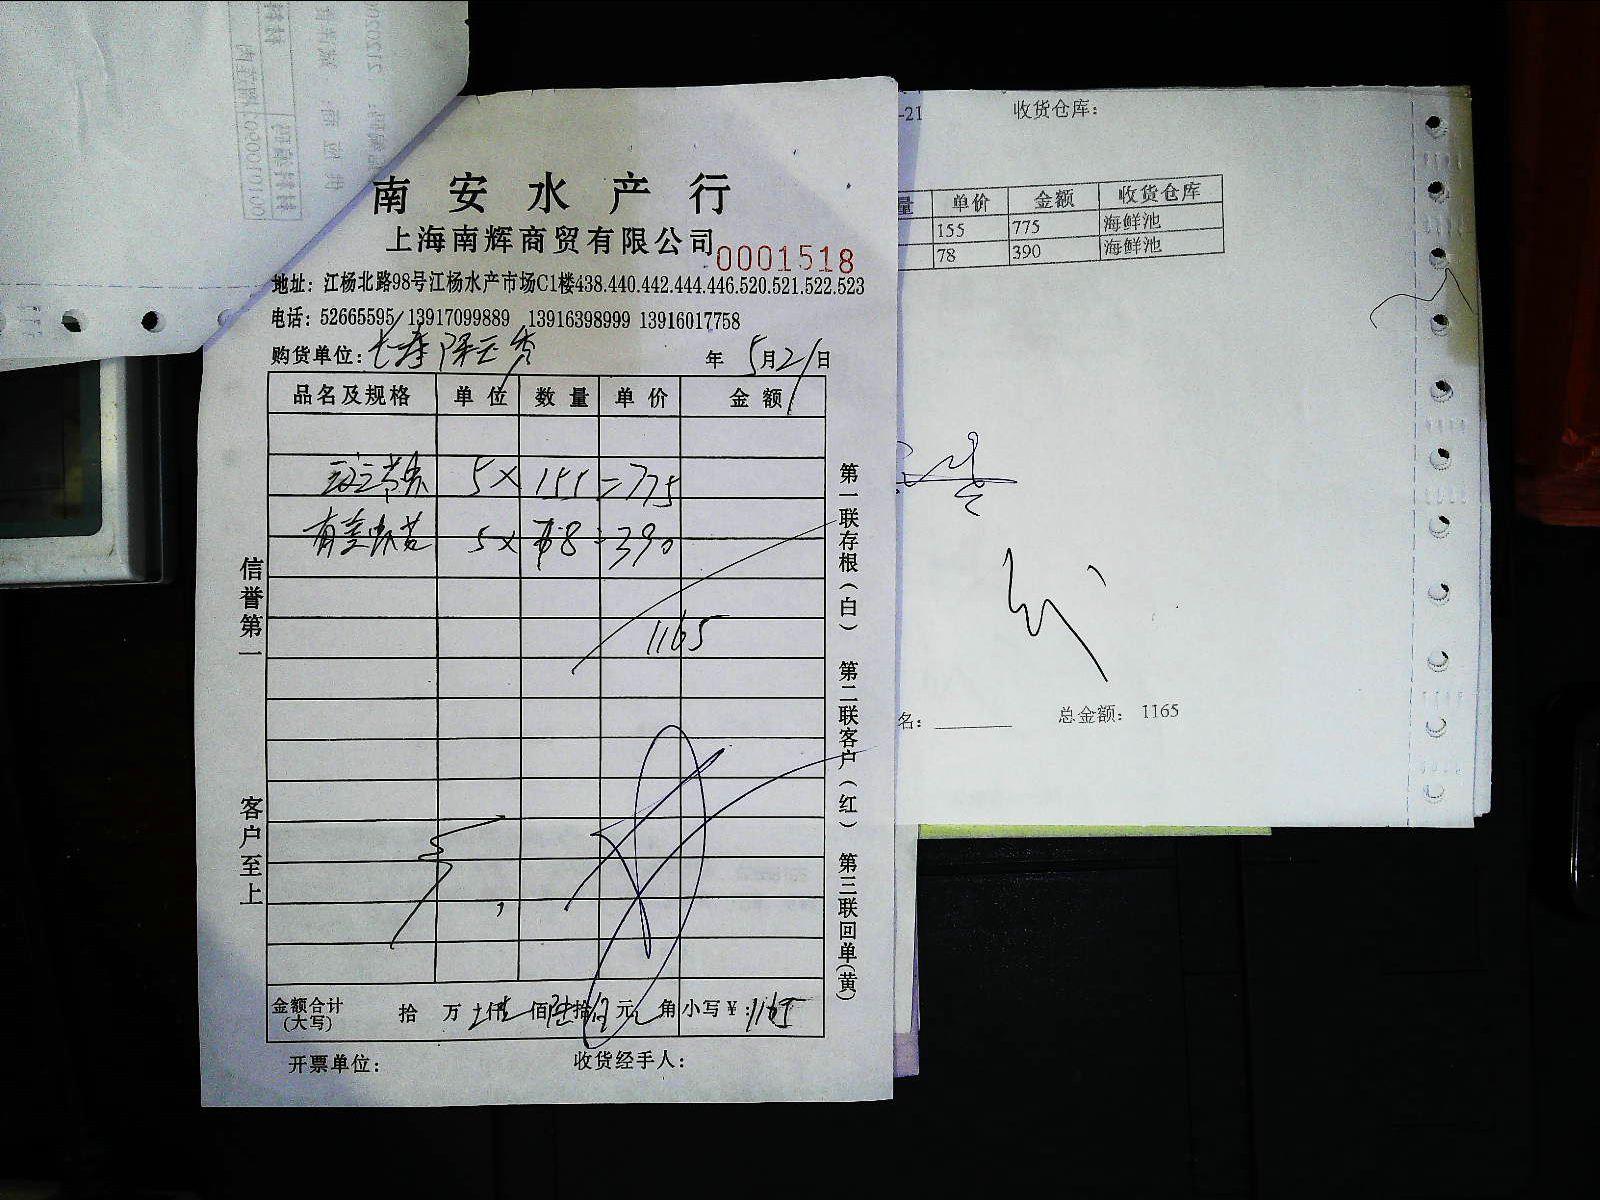 南安水产行
上海南辉商贸有限公司
0001518
地址：江杨北路98号江杨水产市场C1楼438.440.442.444.446.520.521.522.523
电话：52665595/13917099889 13916398999 13916017758
购货单位：
年 5月21日
品名及规格 单位 数量 单价 金额
5×155=775
5×78=390
1165
金额合计(大写) 拾 万 仟 佰 拾 元 角 小写￥：1165
开票单位： 收货经手人：
信誉第一
客户至上
第一联存根（白） 第二联客户（红） 第三联回单(黄)
-21 收货仓库：
量 单价 金额 收货仓库
155 775 海鲜池
78 390 海鲜池
名： 总金额： 1165